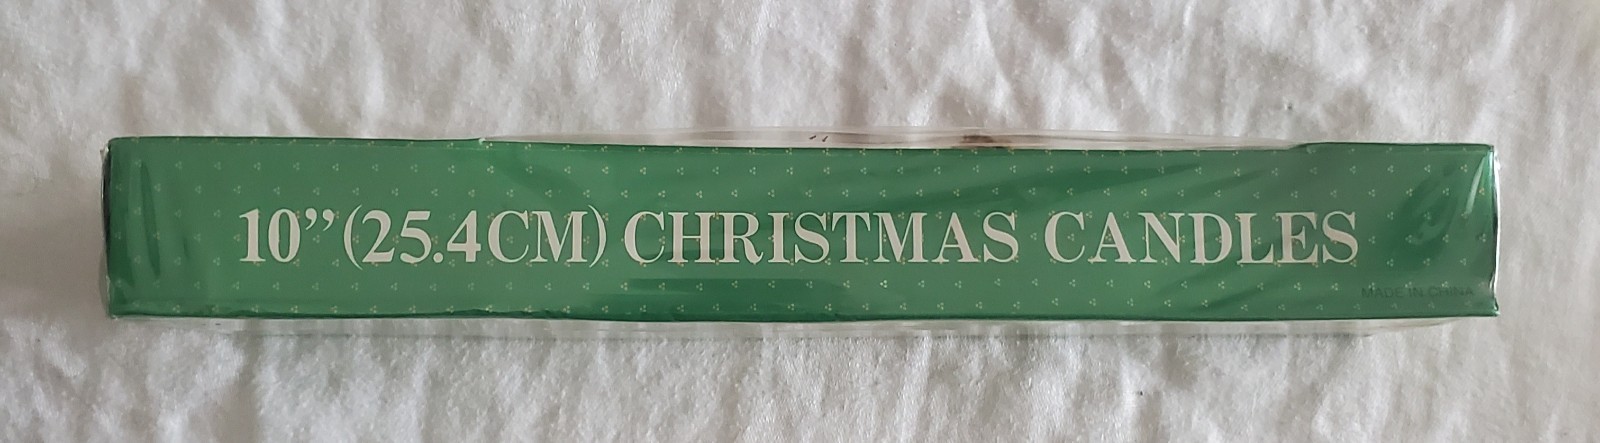 10”(25.4CM) CHRISTMAS CANDLES
MADE IN CHINA